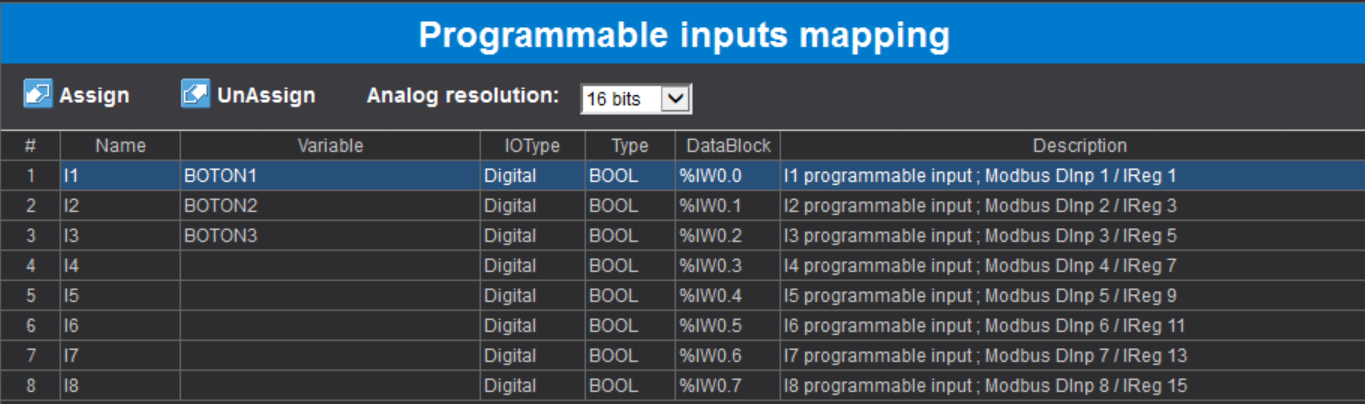 Programmable inputs mapping
Assign UnAssign Analog resolution: 16 bits
# Name Variable IOType Type DataBlock Description
1 I1 BOTON1 Digital BOOL %IW0.0 I1 programmable input ; Modbus DInp 1 / IReg 1
2 I2 BOTON2 Digital BOOL %IW0.1 I2 programmable input ; Modbus DInp 2 / IReg 3
3 I3 BOTON3 Digital BOOL %IW0.2 I3 programmable input ; Modbus DInp 3 / IReg 5
4 I4 Digital BOOL %IW0.3 I4 programmable input ; Modbus DInp 4 / IReg 7
5 I5 Digital BOOL %IW0.4 I5 programmable input ; Modbus DInp 5 / IReg 9
6 I6 Digital BOOL %IW0.5 I6 programmable input ; Modbus DInp 6 / IReg 11
7 I7 Digital BOOL %IW0.6 I7 programmable input ; Modbus DInp 7 / IReg 13
8 I8 Digital BOOL %IW0.7 I8 programmable input ; Modbus DInp 8 / IReg 15